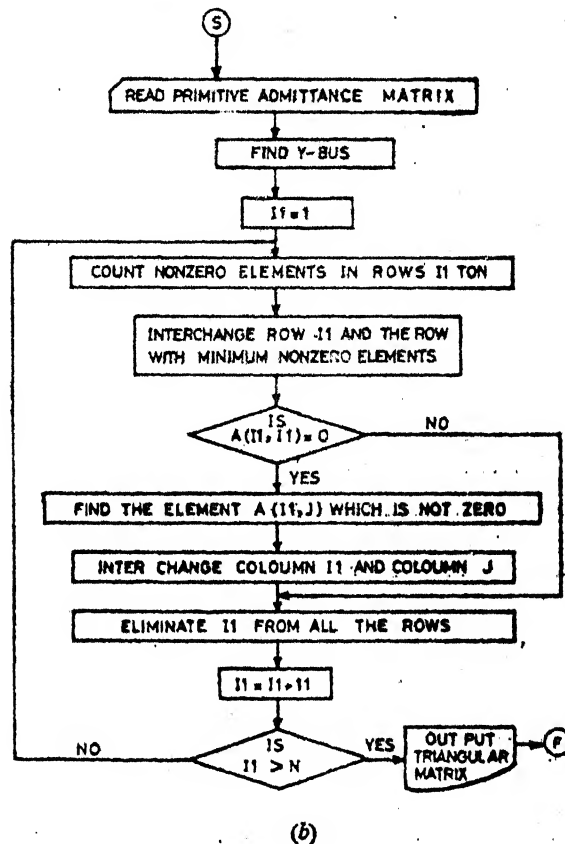 S
READ PRIMITIVE ADMITTANCE MATRIX
FIND Y-BUS
I1 = 1
COUNT NONZERO ELEMENTS IN ROWS I1 TON
INTERCHANGE ROW I1 AND THE ROW
WITH MINIMUM NONZERO ELEMENTS
IS
A(I1, I1) = 0
NO
YES
FIND THE ELEMENT A(I1,J) WHICH IS NOT ZERO
INTER CHANGE COLOUMN I1 AND COLOUMN J
ELIMINATE I1 FROM ALL THE ROWS
I1 = I1+11
NO
IS
I1 > N
YES
OUT PUT
TRIANGULAR
MATRIX
F
(b)